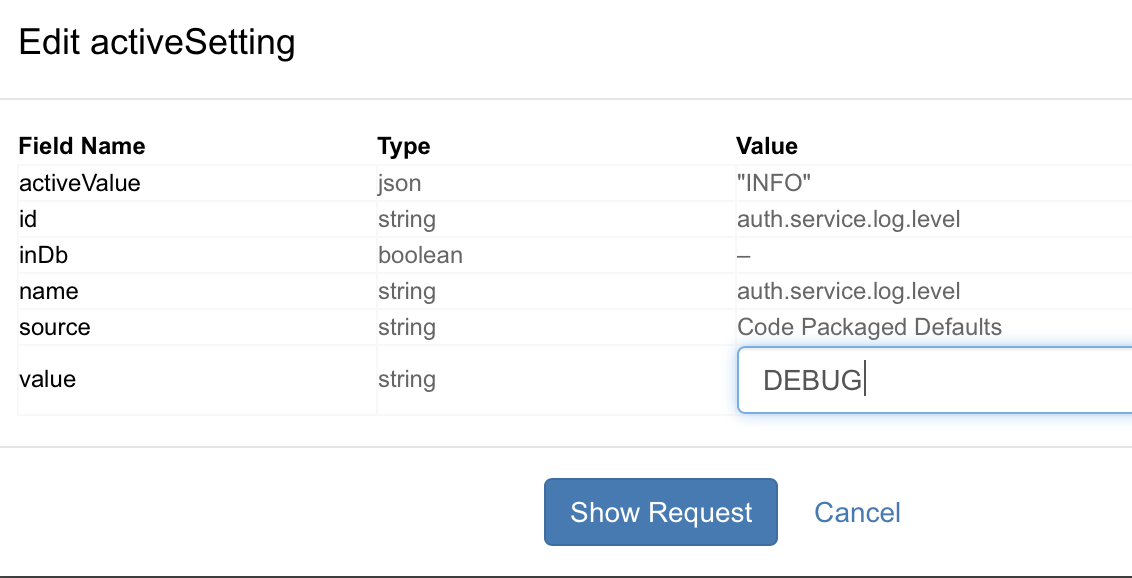 Edit activeSetting
Field Name Type Value
activeValue json "INFO"
id string auth.service.log.level
inDb boolean –
name string auth.service.log.level
source string Code Packaged Defaults
value string DEBUG
Show Request Cancel